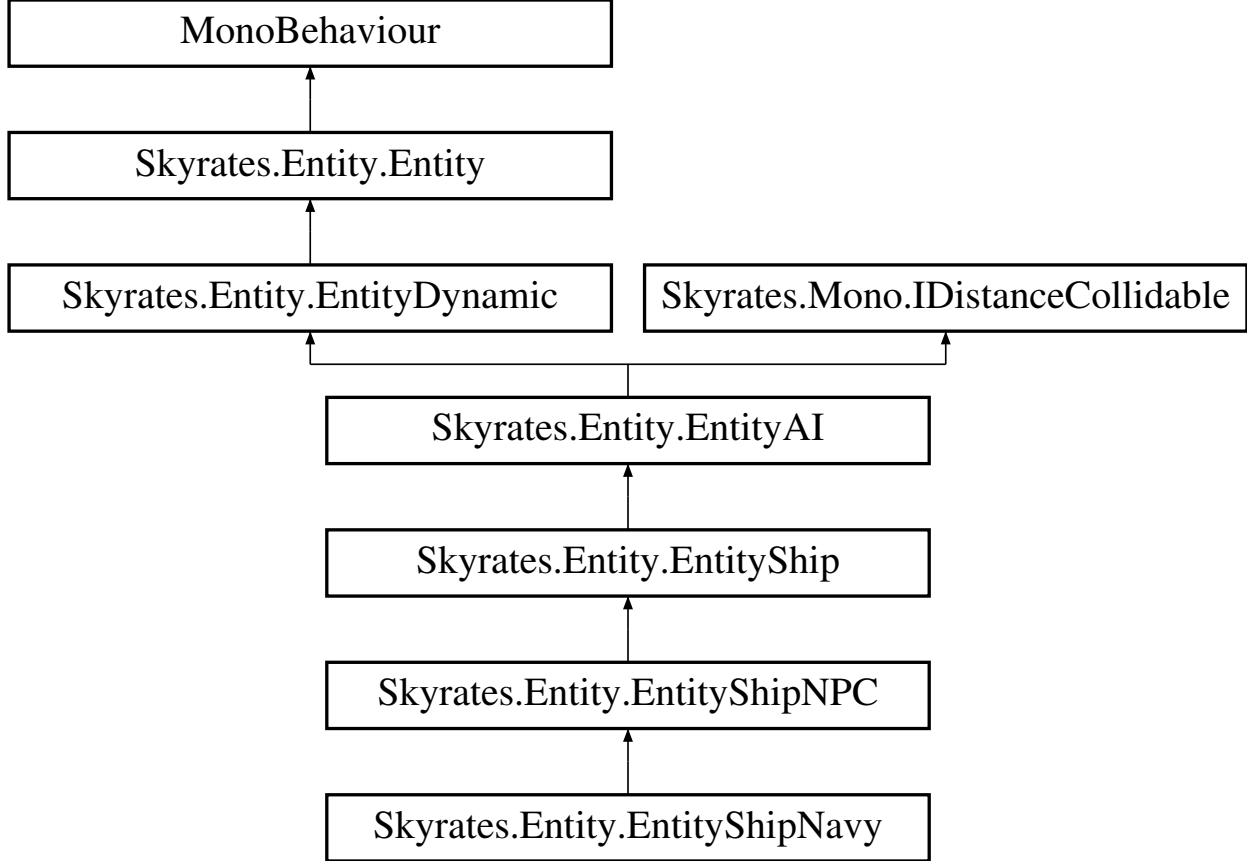 MonoBehaviour
Skyrates.Entity.Entity
Skyrates.Entity.EntityDynamic
Skyrates.Mono.IDistanceCollidable
Skyrates.Entity.EntityAI
Skyrates.Entity.EntityShip
Skyrates.Entity.EntityShipNPC
Skyrates.Entity.EntityShipNavy